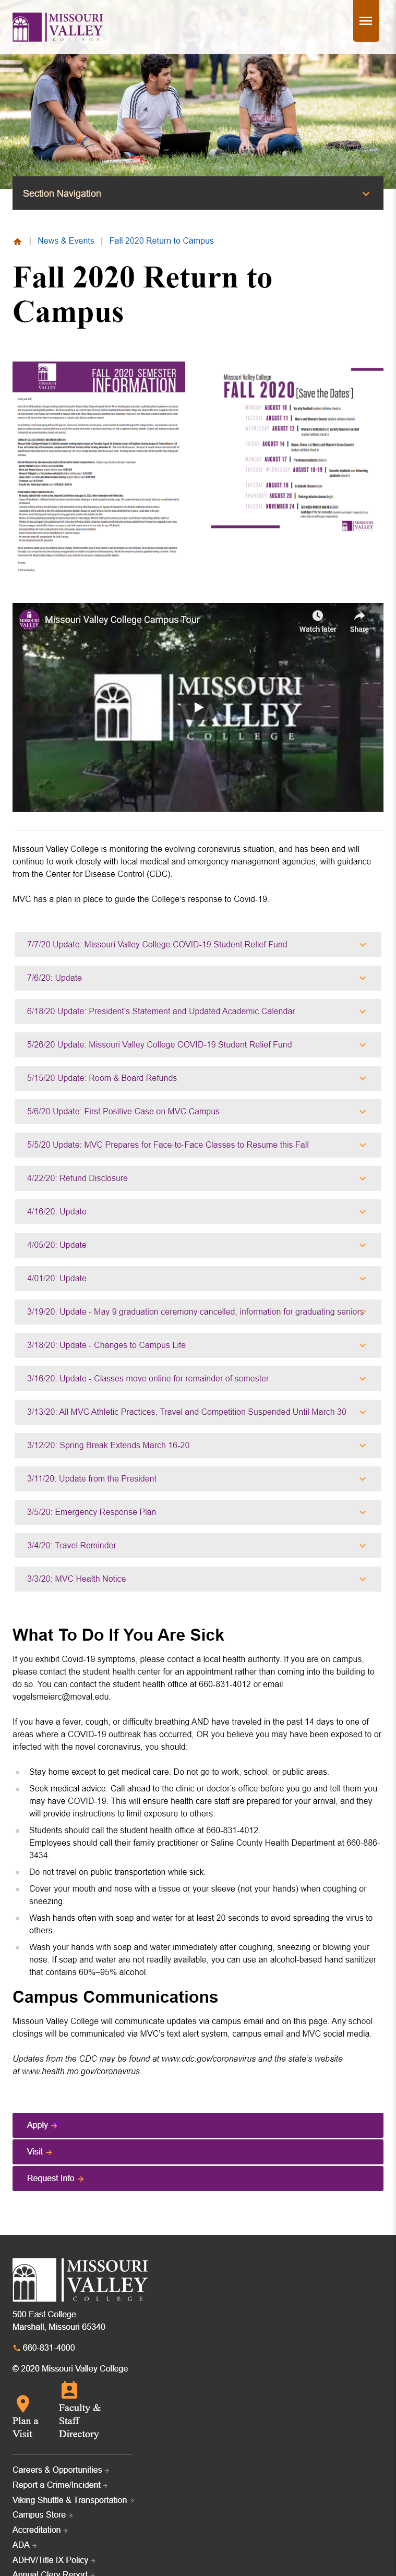 MISSOURI
VALLEY
COLLEGE
Section Navigation
| News & Events | Fall 2020 Return to Campus
Fall 2020 Return to
Campus
FALL 2020 SEMESTER
INFORMATION
Missouri Valley College
FALL 2020 [Save the Dates!]
MONDAY AUGUST 10
AUGUST 11
WEDNESDAY AUGUST 12
FRIDAY AUGUST 14
MONDAY AUGUST 17
AUGUST 18-19
TUESDAY AUGUST 18
THURSDAY AUGUST 20
TUESDAY NOVEMBER 24
MISSOURI
VALLEY
Missouri Valley College Campus Tour
Watch later
Share
MISSOURI
VALLEY
COLLEGE
Missouri Valley College is monitoring the evolving coronavirus situation, and has been and will
continue to work closely with local medical and emergency management agencies, with guidance
from the Center for Disease Control (CDC).
MVC has a plan in place to guide the College's response to Covid-19.
7/7/20 Update: Missouri Valley College COVID-19 Student Relief Fund
7/6/20: Update
6/18/20 Update: President's Statement and Updated Academic Calendar
5/26/20 Update: Missouri Valley College COVID-19 Student Relief Fund
5/15/20 Update: Room & Board Refunds
5/6/20 Update: First Positive Case on MVC Campus
5/5/20 Update: MVC Prepares for Face-to-Face Classes to Resume this Fall
4/22/20: Refund Disclosure
4/16/20: Update
4/05/20: Update
4/01/20: Update
3/19/20: Update - May 9 graduation ceremony cancelled, information for graduating seniors
3/18/20: Update - Changes to Campus Life
3/16/20: Update - Classes move online for remainder of semester
3/13/20: All MVC Athletic Practices, Travel and Competition Suspended Until March 30
3/12/20: Spring Break Extends March 16-20
3/11/20: Update from the President
3/5/20: Emergency Response Plan
3/4/20: Travel Reminder
3/3/20: MVC Health Notice
What To Do If You Are Sick
If you exhibit Covid-19 symptoms, please contact a local health authority. If you are on campus,
please contact the student health center for an appointment rather than coming into the building to
do so. You can contact the student health office at 660-831-4012 or email
vogelsmeierc@moval.edu.
If you have a fever, cough, or difficulty breathing AND have traveled in the past 14 days to one of
areas where a COVID-19 outbreak has occurred, OR you believe you may have been exposed to or
infected with the novel coronavirus, you should:
Stay home except to get medical care. Do not go to work, school, or public areas.
Seek medical advice. Call ahead to the clinic or doctor's office before you go and tell them you
may have COVID-19. This will ensure health care staff are prepared for your arrival, and they
will provide instructions to limit exposure to others.
Students should call the student health office at 660-831-4012.
Employees should call their family practitioner or Saline County Health Department at 660-886-
3434.
Do not travel on public transportation while sick.
Cover your mouth and nose with a tissue or your sleeve (not your hands) when coughing or
sneezing.
Wash hands often with soap and water for at least 20 seconds to avoid spreading the virus to
others.
Wash your hands with soap and water immediately after coughing, sneezing or blowing your
nose. If soap and water are not readily available, you can use an alcohol-based hand sanitizer
that contains 60%–95% alcohol.
Campus Communications
Missouri Valley College will communicate updates via campus email and on this page. Any school
closings will be communicated via MVC's text alert system, campus email and MVC social media.
Updates from the CDC may be found at www.cdc.gov/coronavirus and the state's website
at www.health.mo.gov/coronavirus.
Apply
Visit
Request Info
MISSOURI
VALLEY
COLLEGE
500 East College
Marshall, Missouri 65340
660-831-4000
© 2020 Missouri Valley College
Plan a
Visit
Faculty &
Staff
Directory
Careers & Opportunities
Report a Crime/Incident
Viking Shuttle & Transportation
Campus Store
Accreditation
ADA
ADHV/Title IX Policy
Annual Clery Report